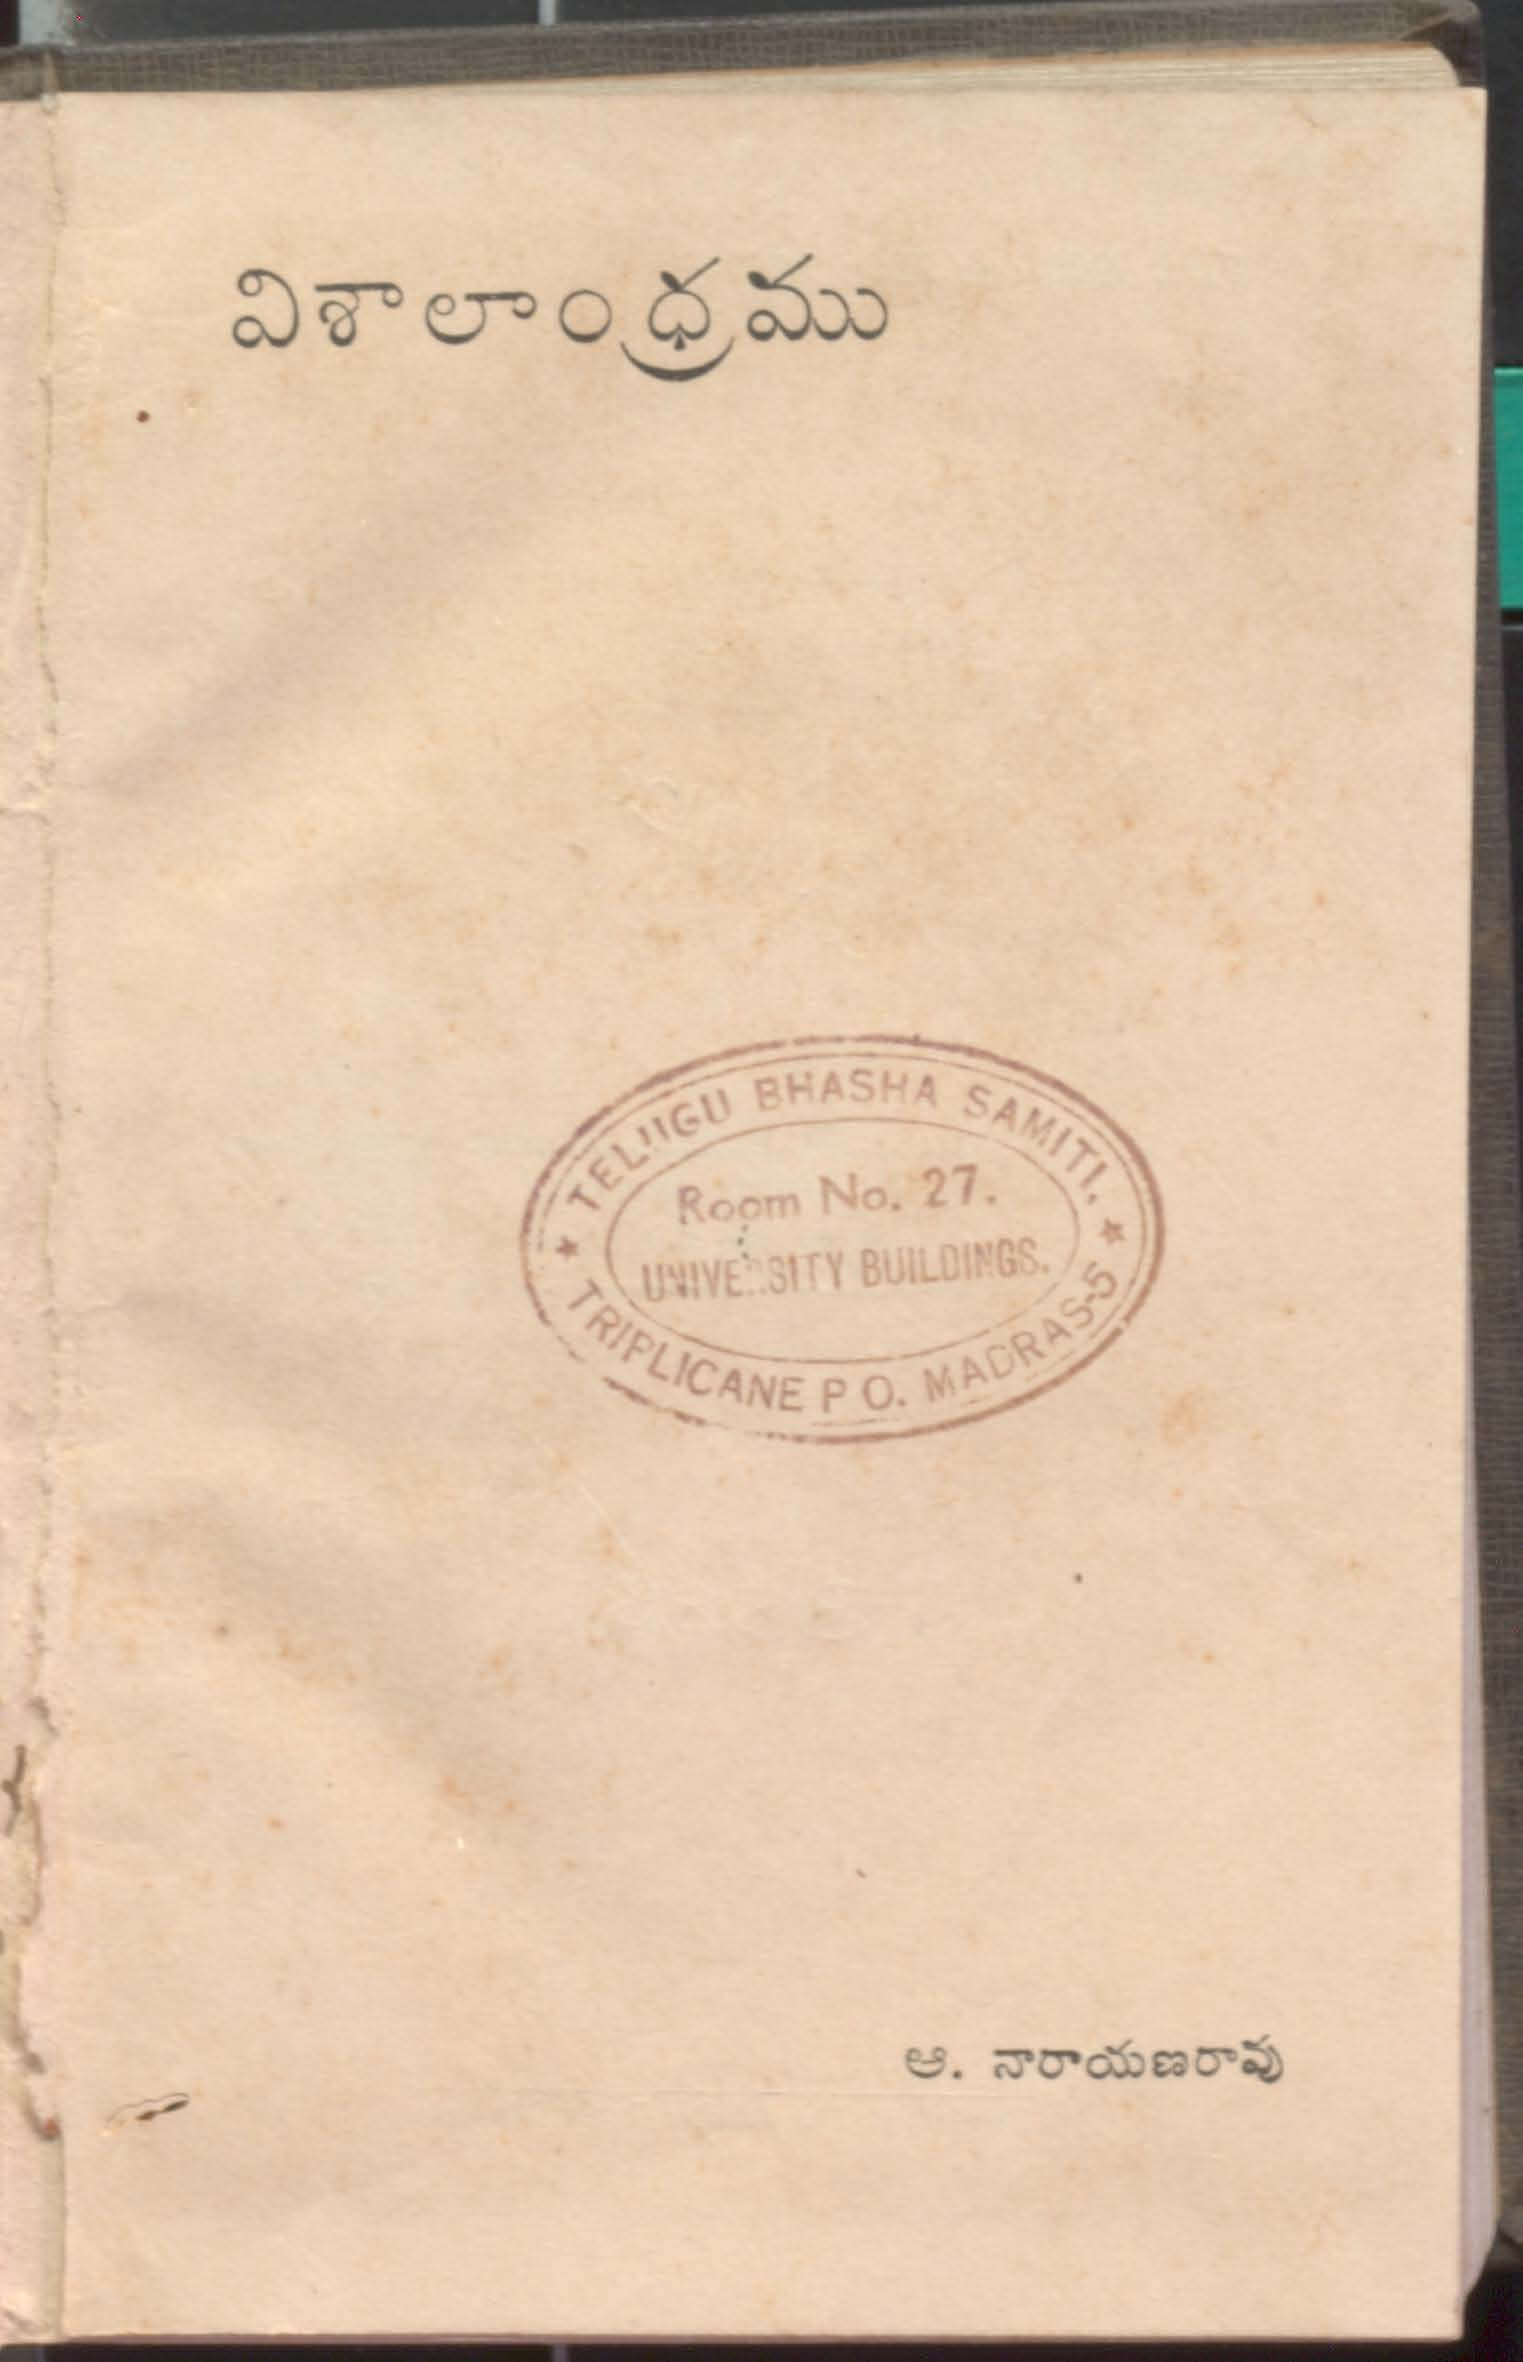 విశాలాంధ్రము
TELUGU BHASHA SAMITI.
Room No. 27.
UNIVERSITY BUILDINGS.
TRIPLICANE P O. MADRAS-5
ఆ. నారాయణరావు